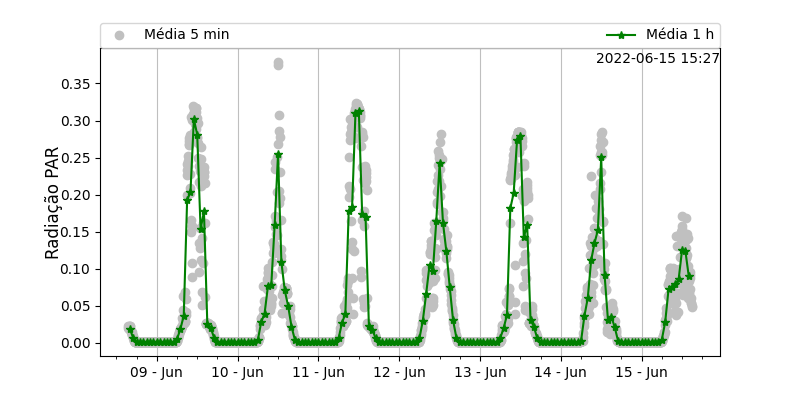 Média 5 min
Média 1 h
2022-06-15 15:27
Radiação PAR
0.35
0.30
0.25
0.20
0.15
0.10
0.05
0.00
09 - Jun
10 - Jun
11 - Jun
12 - Jun
13 - Jun
14 - Jun
15 - Jun